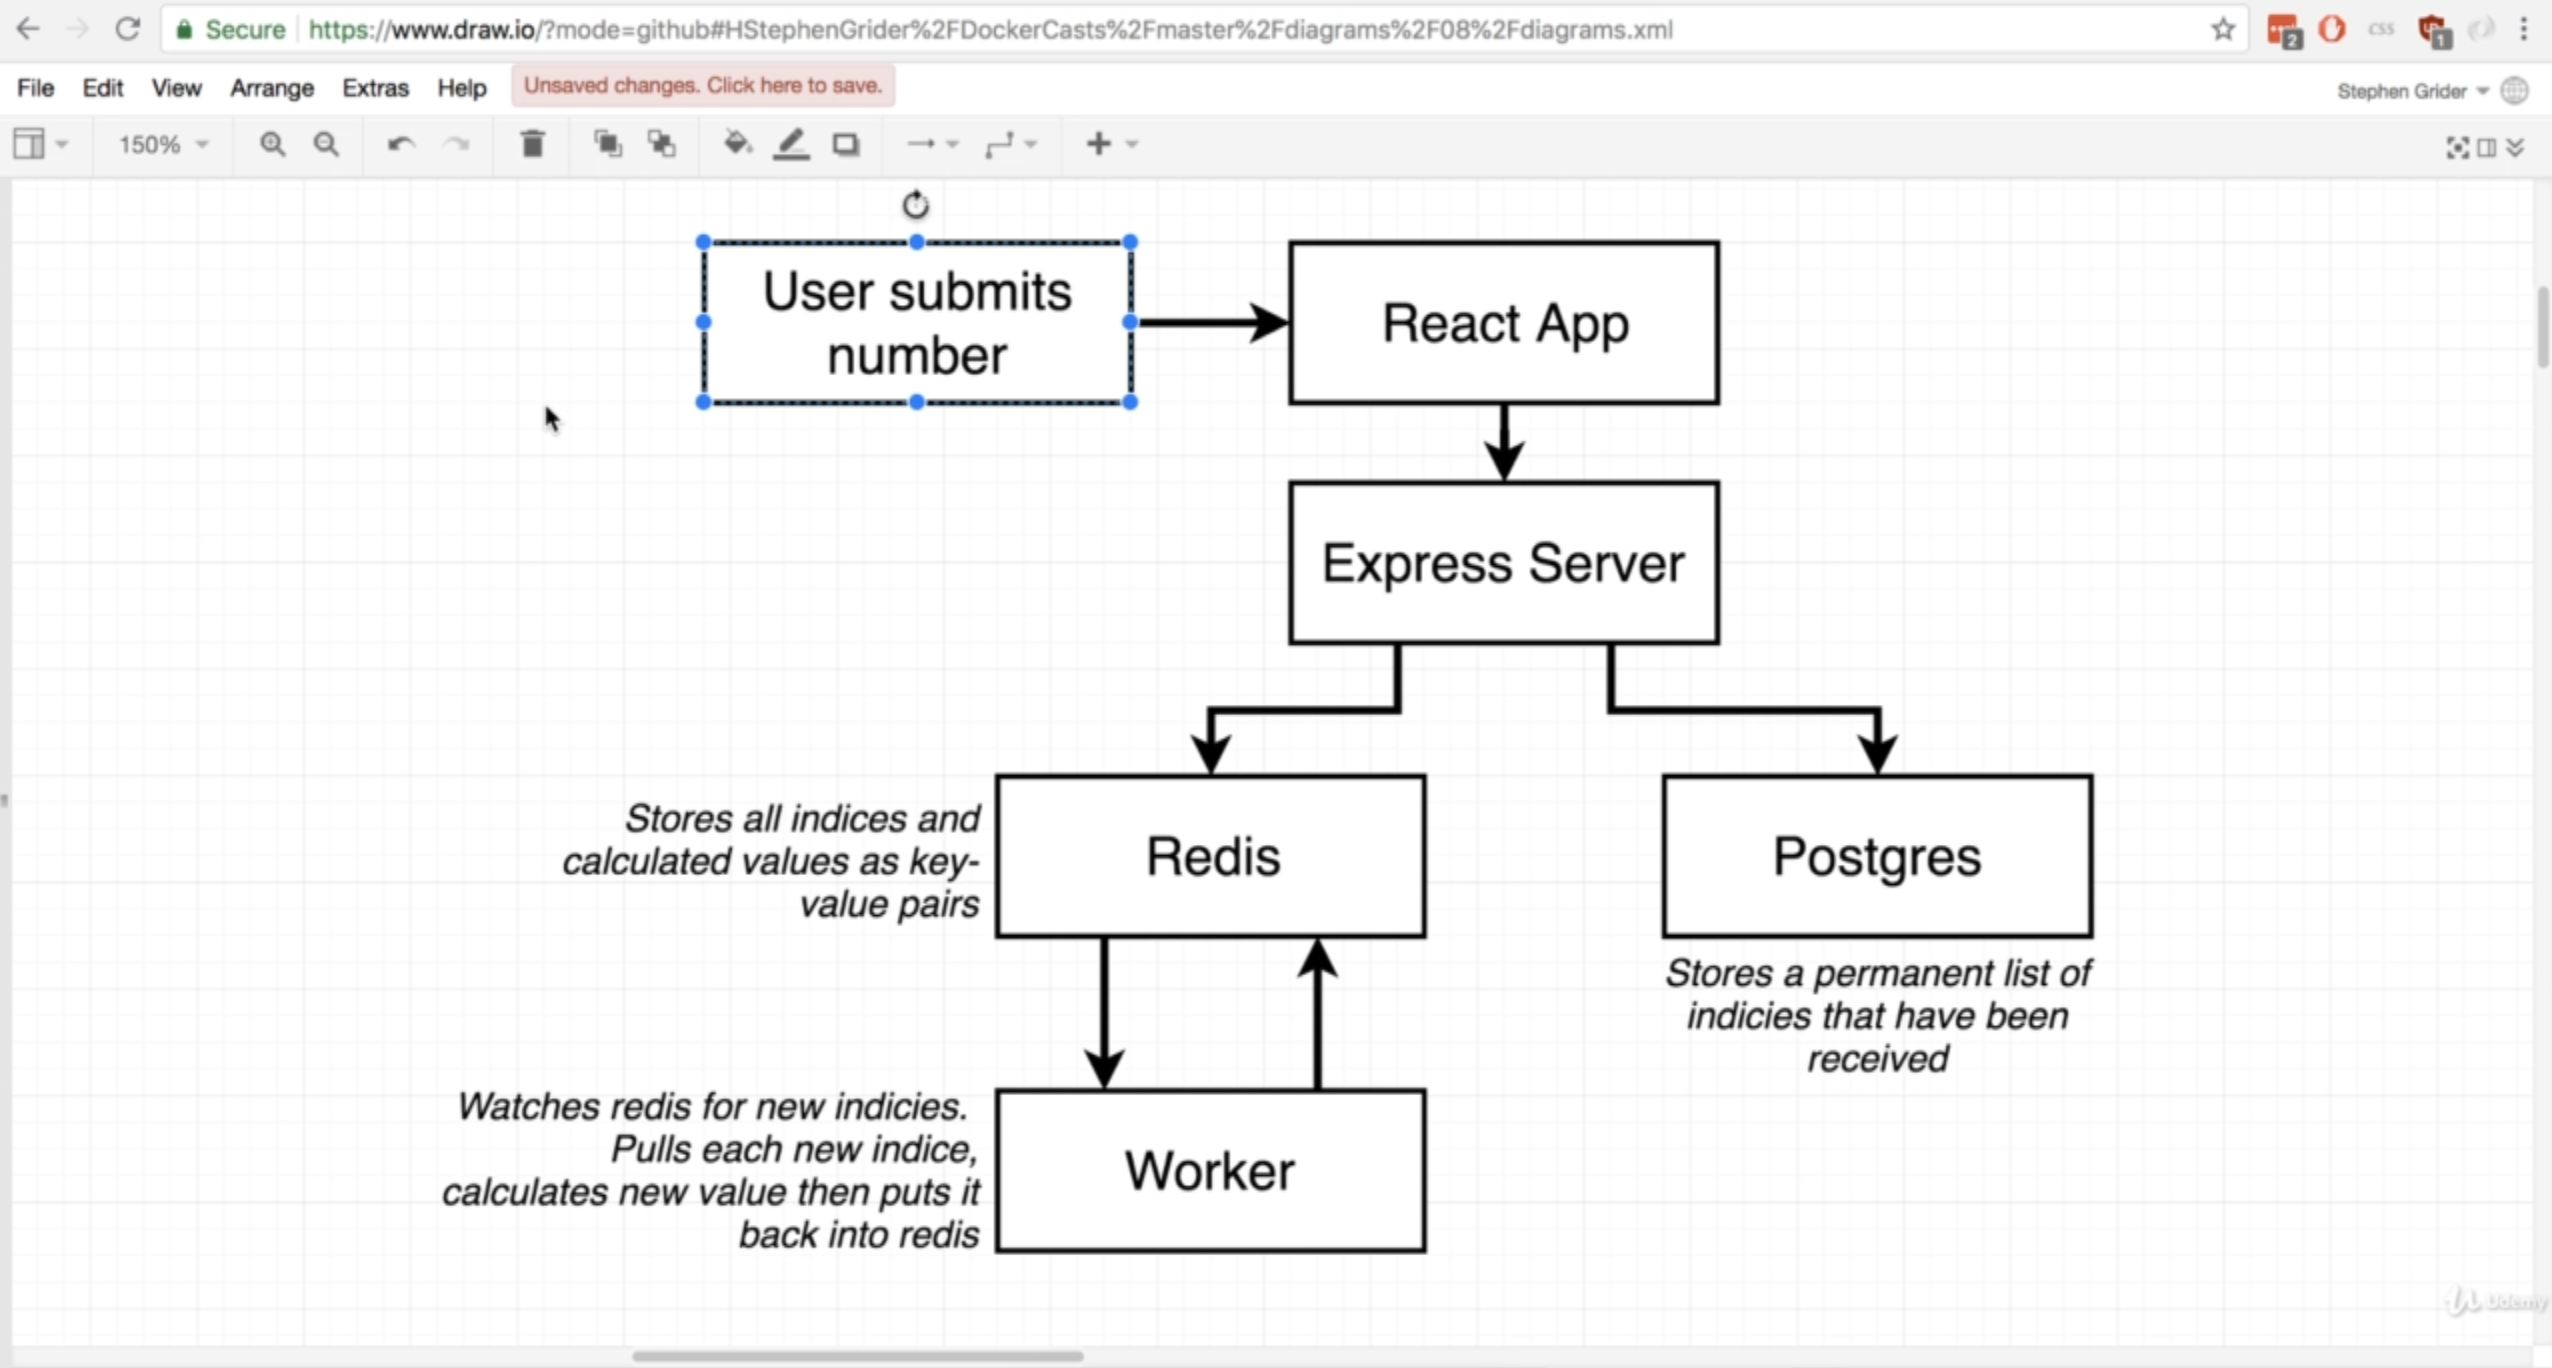 Secure https://www.draw.io/?mode=github#HStephenGrider%2FDockerCasts%2Fmaster%2Fdiagrams%2F08%2Fdiagrams.xml
2
css
1
File Edit View Arrange Extras Help Unsaved changes. Click here to save.
Stephen Grider
150%
User submits
number
React App
Express Server
Stores all indices and
calculated values as key-
value pairs
Redis
Postgres
Stores a permanent list of
indicies that have been
received
Watches redis for new indicies.
Pulls each new indice,
calculates new value then puts it
back into redis
Worker
Udemy